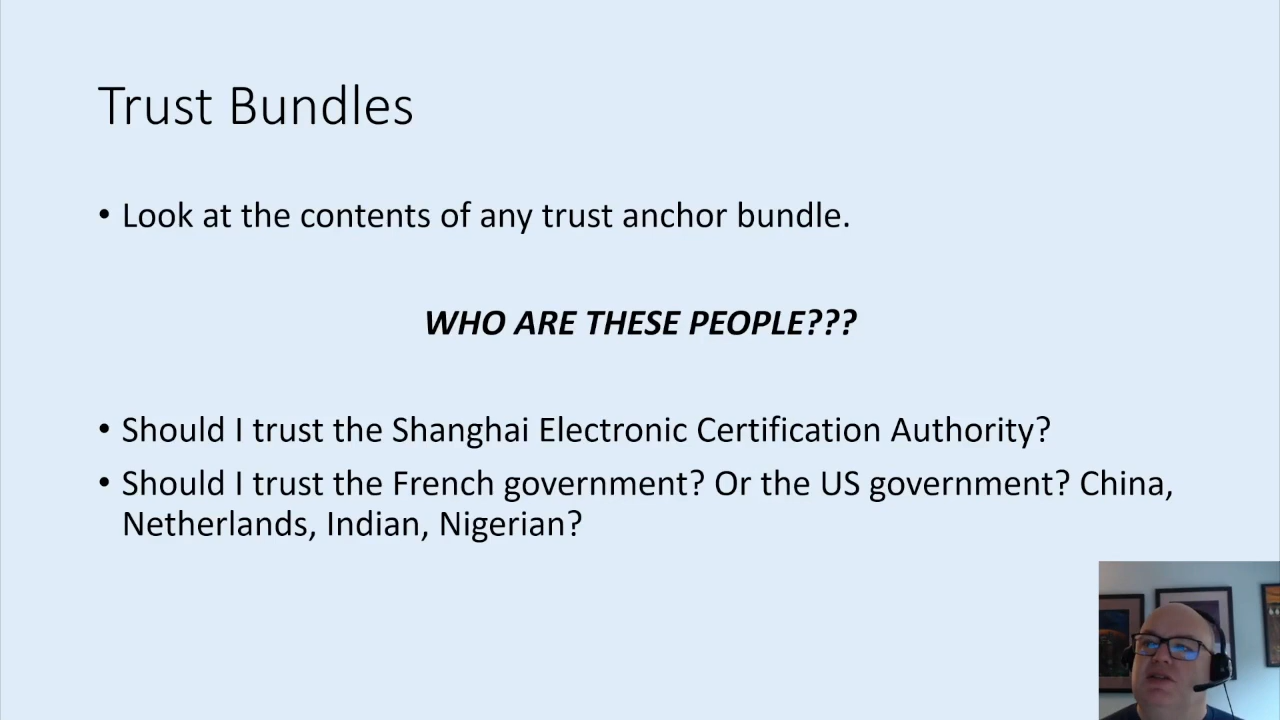 Trust Bundles
• Look at the contents of any trust anchor bundle.
WHO ARE THESE PEOPLE???
• Should I trust the Shanghai Electronic Certification Authority?
• Should I trust the French government? Or the US government? China,
Netherlands, Indian, Nigerian?